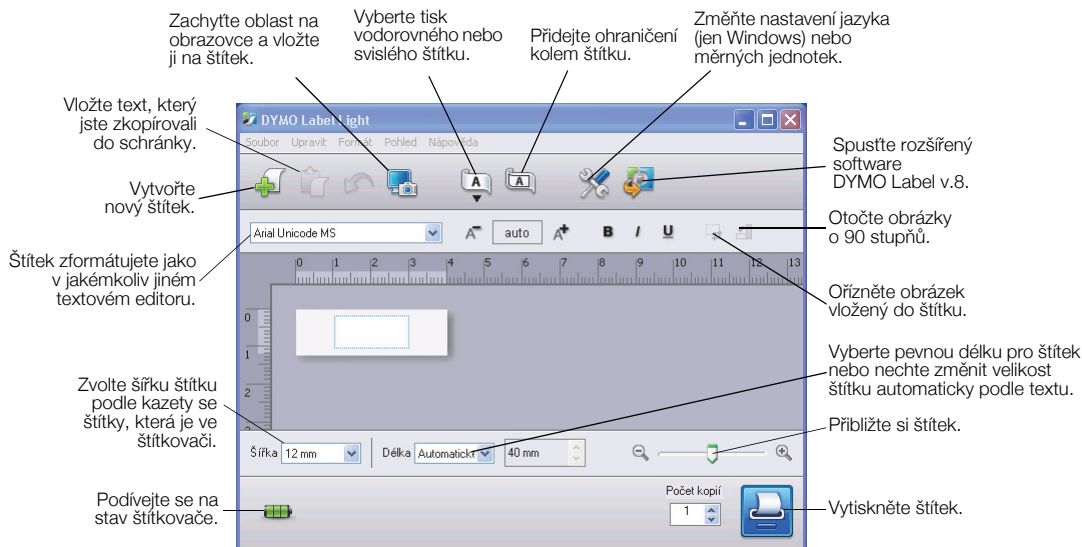 Zachyťte oblast na
obrazovce a vložte
ji na štítek.
Vyberte tisk
vodorovného nebo
svislého štítku.
Přidejte ohraničení
kolem štítku.
Změňte nastavení jazyka
(jen Windows) nebo
měrných jednotek.
Vložte text, který
jste zkopírovali
do schránky.
Vytvořte
nový štítek.
Štítek zformátujete jako
v jakémkoliv jiném
textovém editoru.
Zvolte šířku štítku
podle kazety se
štítky, která je ve
štítkovači.
Podívejte se na
stav štítkovače.
DYMO Label Light
Soubor Upravit Formát Pohled Nápověda
A A
Arial Unicode MS A auto A B I U
0 1 2 3 4 5 6 7 8 9 10 11 12 13
0
1
2
3
Šířka 12 mm Délka Automatick 40 mm
Počet kopií
1
Spusťte rozšířený
software
DYMO Label v.8.
Otočte obrázky
o 90 stupňů.
Ořízněte obrázek
vložený do štítku.
Vyberte pevnou délku pro štítek
nebo nechte změnit velikost
štítku automaticky podle textu.
Přibližte si štítek.
Vytiskněte štítek.